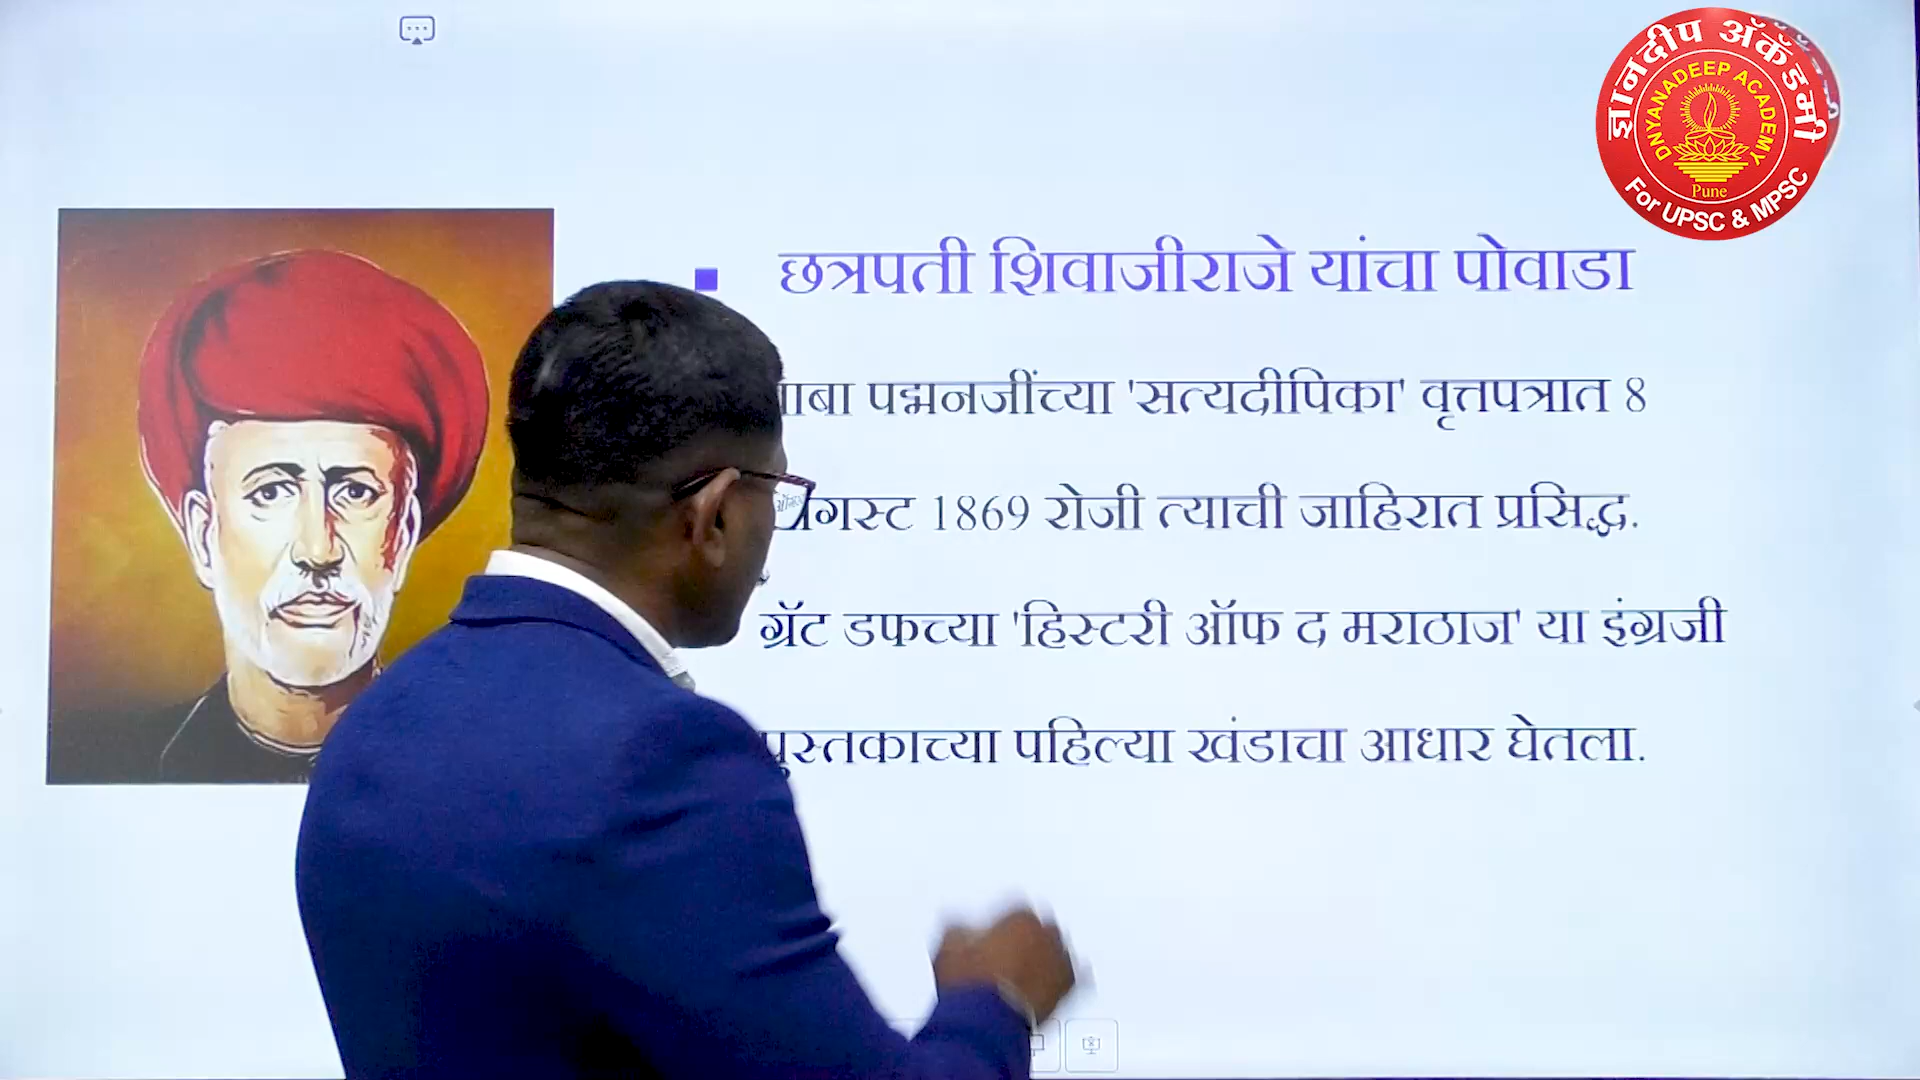 ज्ञानदीप ॲकॅडमी
DNYANADEEP ACADEMY
Pune
For UPSC & MPSC
▪ छत्रपती शिवाजीराजे यांचा पोवाडा
पद्मनजींच्या 'सत्यदीपिका' वृत्तपत्रात 8
1869 रोजी त्याची जाहिरात प्रसिद्ध.
ग्रॅट डफच्या 'हिस्टरी ऑफ द मराठाज' या इंग्रजी
पुस्तकाच्या पहिल्या खंडाचा आधार घेतला.